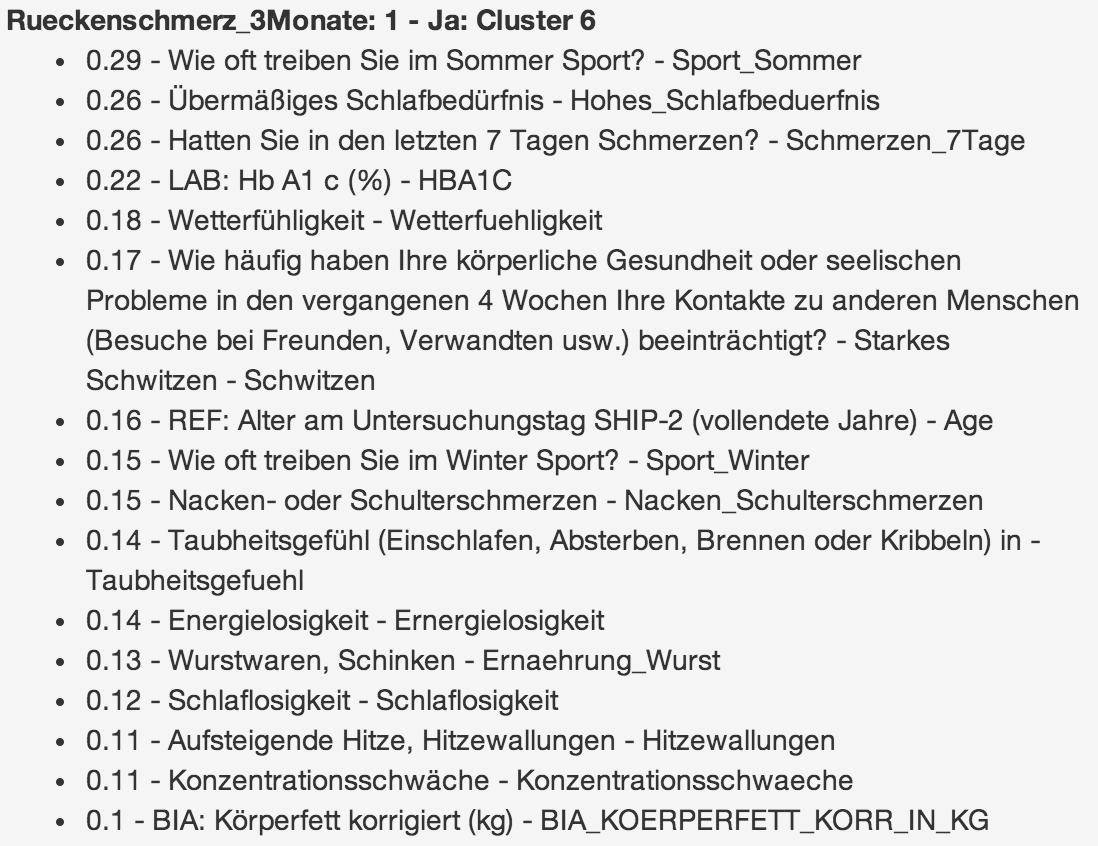 Rueckenschmerz_3Monate: 1 - Ja: Cluster 6
• 0.29 - Wie oft treiben Sie im Sommer Sport? - Sport_Sommer
• 0.26 - Übermäßiges Schlafbedürfnis - Hohes_Schlafbeduerfnis
• 0.26 - Hatten Sie in den letzten 7 Tagen Schmerzen? - Schmerzen_7Tage
• 0.22 - LAB: Hb A1 c (%) - HBA1C
• 0.18 - Wetterfühligkeit - Wetterfuehligkeit
• 0.17 - Wie häufig haben Ihre körperliche Gesundheit oder seelischen
Probleme in den vergangenen 4 Wochen Ihre Kontakte zu anderen Menschen
(Besuche bei Freunden, Verwandten usw.) beeinträchtigt? - Starkes
Schwitzen - Schwitzen
• 0.16 - REF: Alter am Untersuchungstag SHIP-2 (vollendete Jahre) - Age
• 0.15 - Wie oft treiben Sie im Winter Sport? - Sport_Winter
• 0.15 - Nacken- oder Schulterschmerzen - Nacken_Schulterschmerzen
• 0.14 - Taubheitsgefühl (Einschlafen, Absterben, Brennen oder Kribbeln) in -
Taubheitsgefuehl
• 0.14 - Energielosigkeit - Ernergielosigkeit
• 0.13 - Wurstwaren, Schinken - Ernaehrung_Wurst
• 0.12 - Schlaflosigkeit - Schlaflosigkeit
• 0.11 - Aufsteigende Hitze, Hitzewallungen - Hitzewallungen
• 0.11 - Konzentrationsschwäche - Konzentrationsschwaeche
• 0.1 - BIA: Körperfett korrigiert (kg) - BIA_KOERPERFETT_KORR_IN_KG